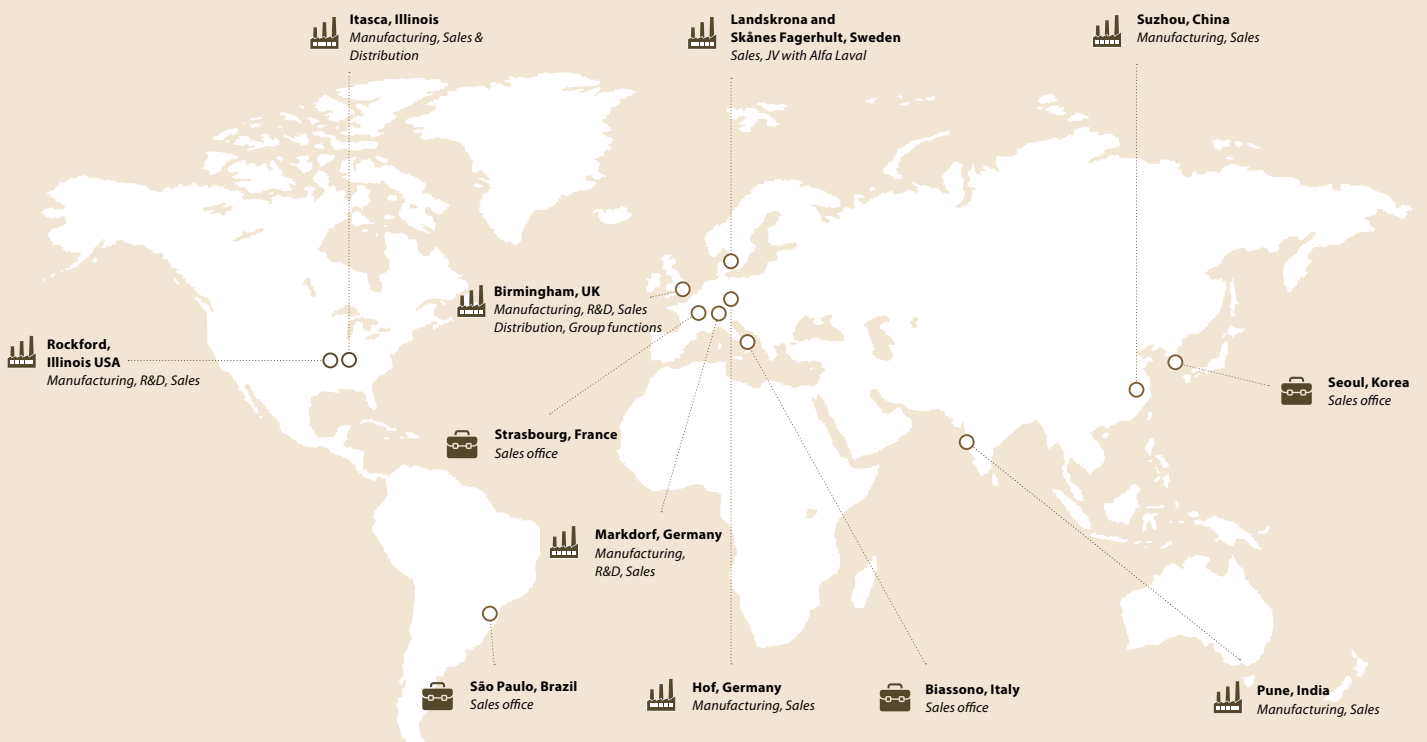 Itasca, Illinois
Manufacturing, Sales &
Distribution
Landskrona and
Skånes Fagerhult, Sweden
Sales, JV with Alfa Laval
Suzhou, China
Manufacturing, Sales
Birmingham, UK
Manufacturing, R&D, Sales
Distribution, Group functions
Rockford,
Illinois USA
Manufacturing, R&D, Sales
Seoul, Korea
Sales office
Strasbourg, France
Sales office
Markdorf, Germany
Manufacturing,
R&D, Sales
São Paulo, Brazil
Sales office
Hof, Germany
Manufacturing, Sales
Biassono, Italy
Sales office
Pune, India
Manufacturing, Sales